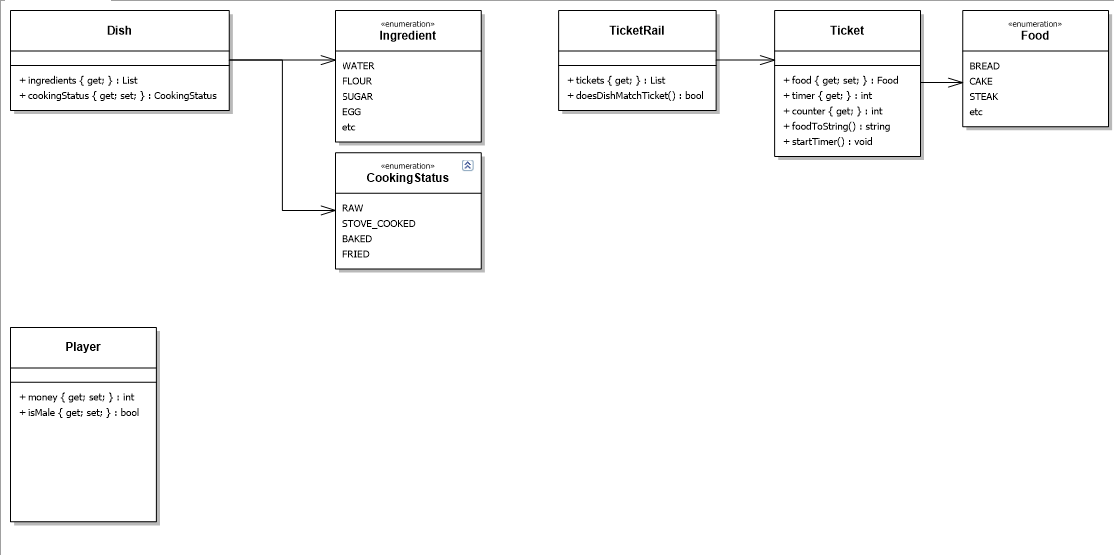 Dish
+ ingredients { get; } : List
+ cookingStatus { get; set; } : CookingStatus
«enumeration»
Ingredient
WATER
FLOUR
SUGAR
EGG
etc
«enumeration»
CookingStatus
RAW
STOVE_COOKED
BAKED
FRIED
TicketRail
+ tickets { get; } : List
+ doesDishMatchTicket() : bool
Ticket
+ food { get; set; } : Food
+ timer { get; } : int
+ counter { get; } : int
+ foodToString() : string
+ startTimer() : void
«enumeration»
Food
BREAD
CAKE
STEAK
etc
Player
+ money { get; set; } : int
+ isMale { get; set; } : bool